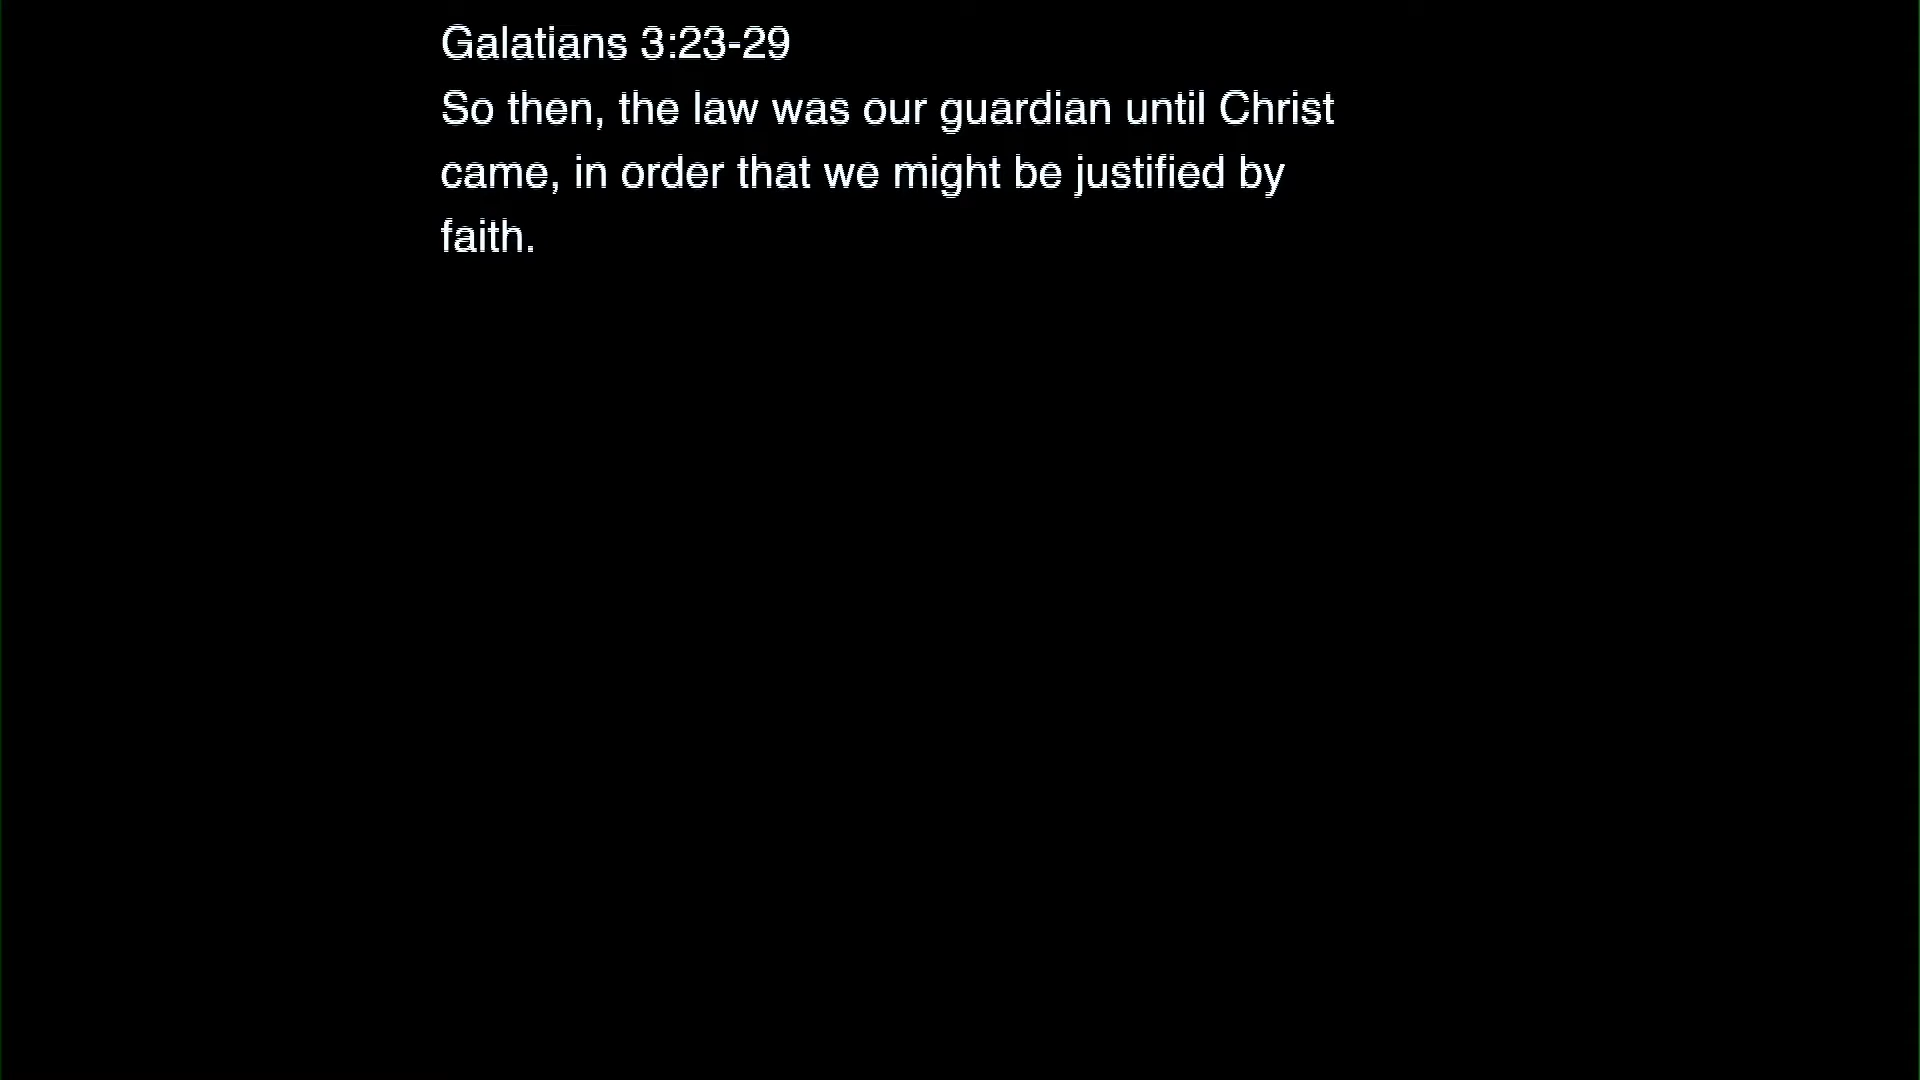 Galatians 3:23-29
So then, the law was our guardian until Christ
came, in order that we might be justified by
faith.